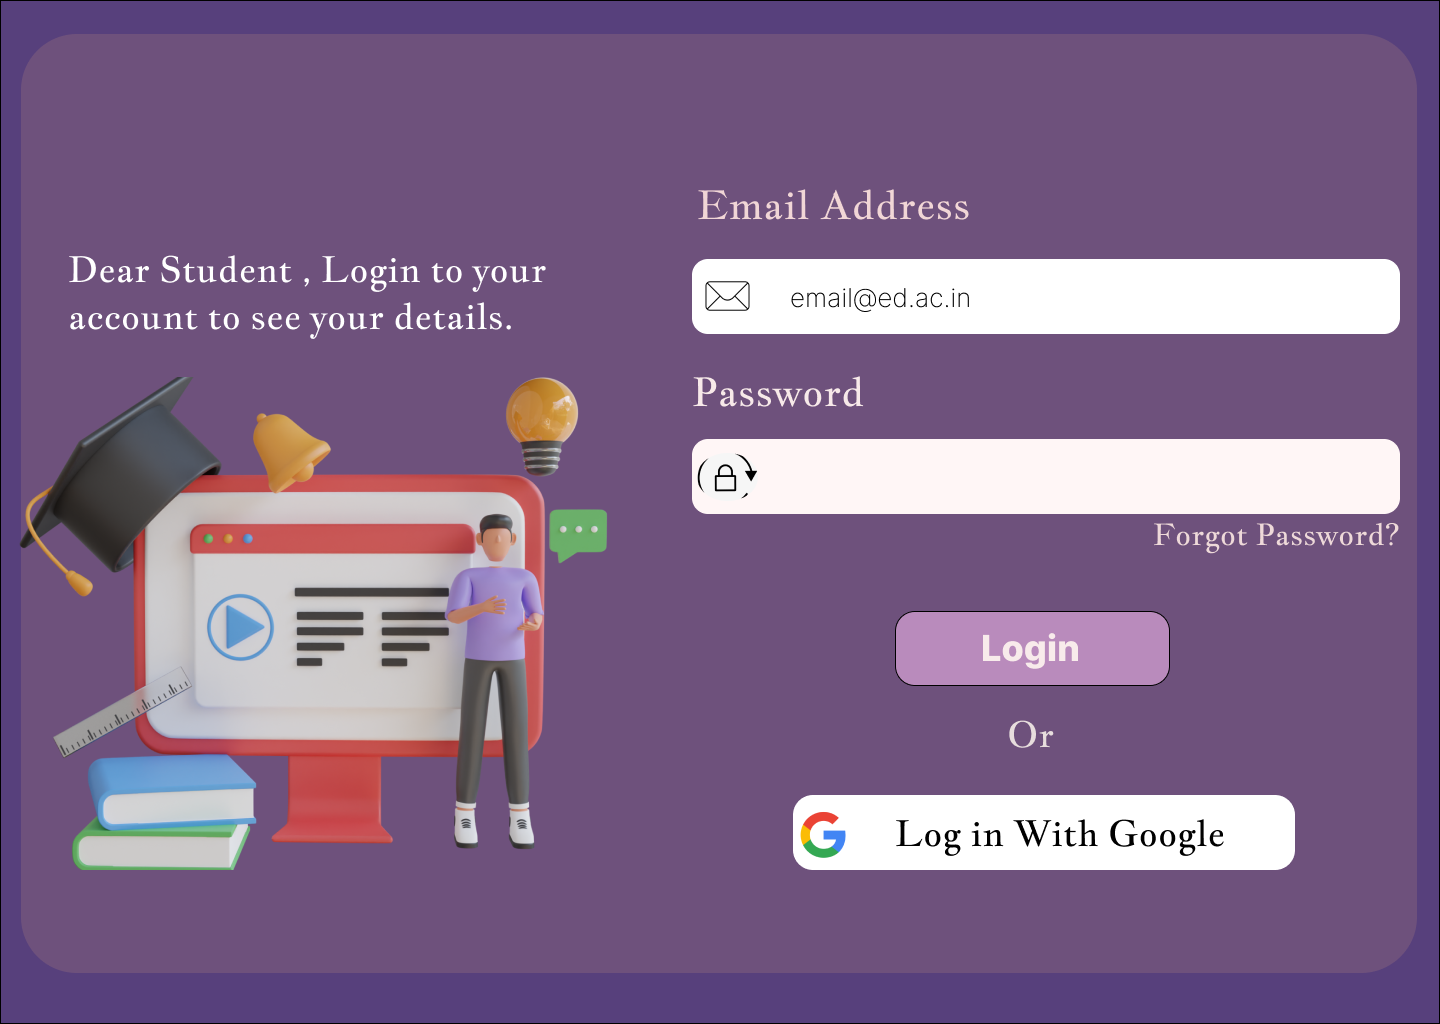 Dear Student , Login to your
account to see your details.
Email Address
email@ed.ac.in
Password
Forgot Password?
Login
Or
Log in With Google